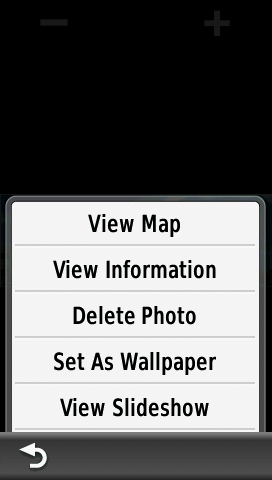 View Map
View Information
Delete Photo
Set As Wallpaper
View Slideshow